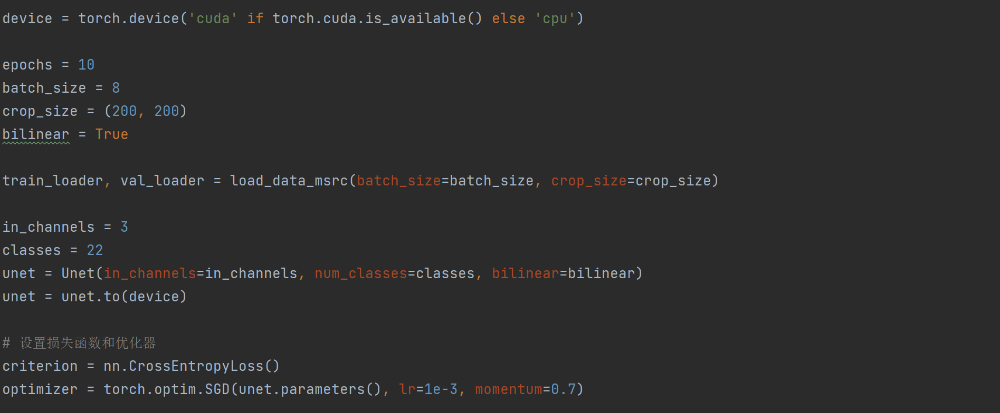 device = torch.device('cuda' if torch.cuda.is_available() else 'cpu')
epochs = 10
batch_size = 8
crop_size = (200, 200)
bilinear = True
train_loader, val_loader = load_data_msrc(batch_size=batch_size, crop_size=crop_size)
in_channels = 3
classes = 22
unet = Unet(in_channels=in_channels, num_classes=classes, bilinear=bilinear)
unet = unet.to(device)
# 设置损失函数和优化器
criterion = nn.CrossEntropyLoss()
optimizer = torch.optim.SGD(unet.parameters(), lr=1e-3, momentum=0.7)